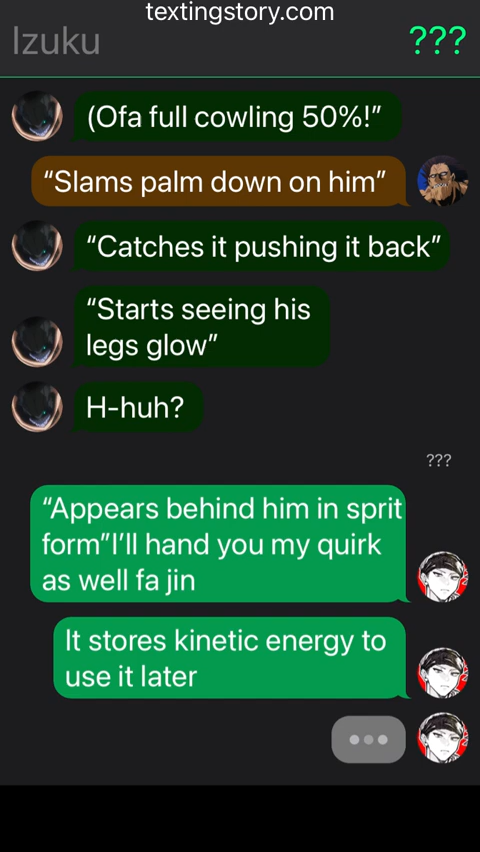 textingstory.com
Izuku
???
(Ofa full cowling 50%!”
“Slams palm down on him”
“Catches it pushing it back”
“Starts seeing his
legs glow”
H-huh?
???
“Appears behind him in sprit
form”I’ll hand you my quirk
as well fa jin
It stores kinetic energy to
use it later